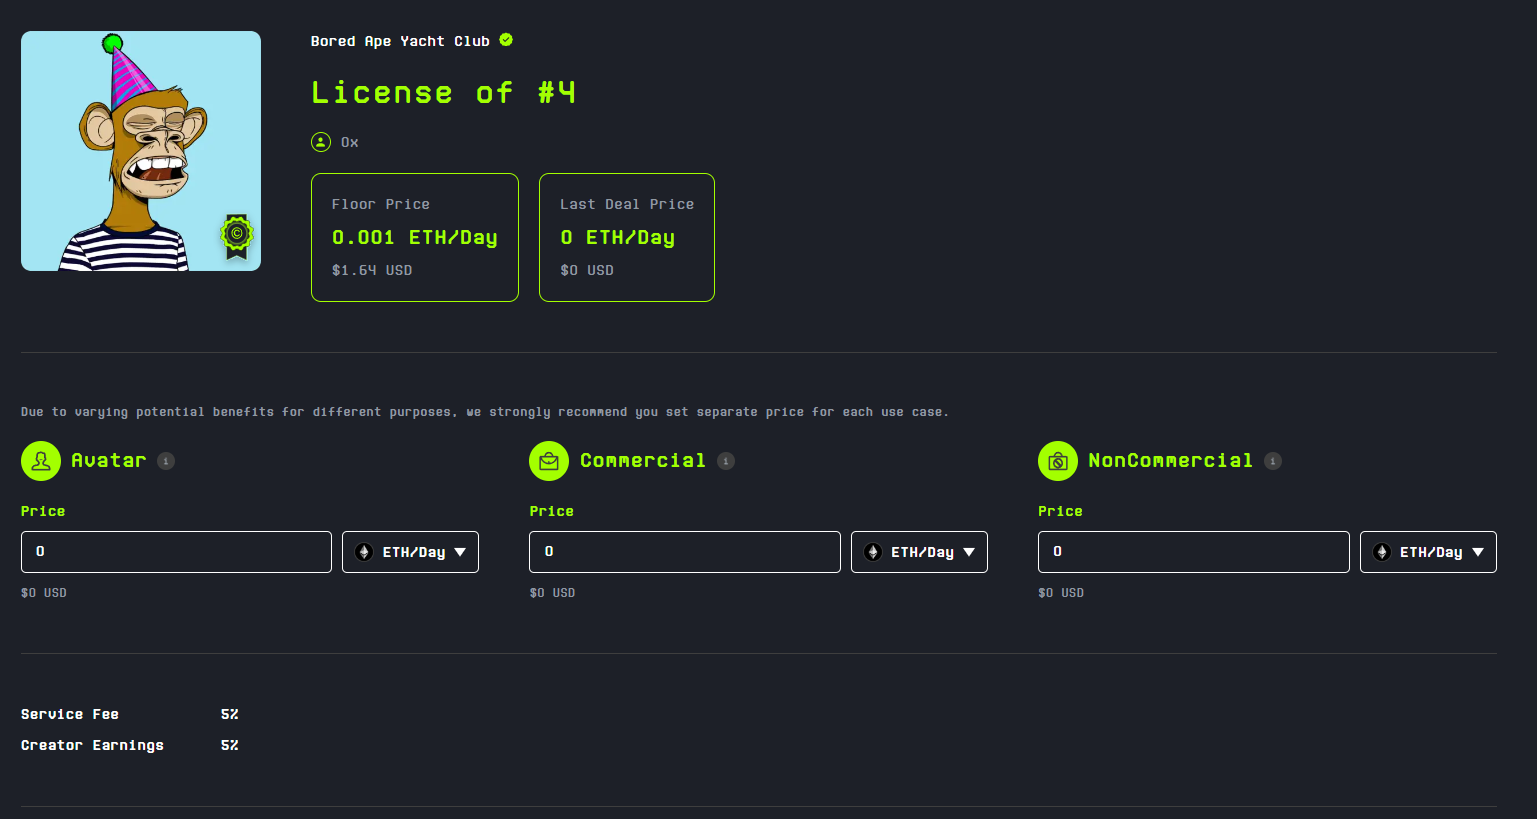 Bored Ape Yacht Club
License of #4
0x
Floor Price
0.001 ETH/Day
$1.64 USD
Last Deal Price
0 ETH/Day
$0 USD
©
Due to varying potential benefits for different purposes, we strongly recommend you set separate price for each use case.
Avatar i
Price
0
ETH/Day
$0 USD
Commercial i
Price
0
ETH/Day
$0 USD
NonCommercial i
Price
0
ETH/Day
$0 USD
Service Fee 5%
Creator Earnings 5%